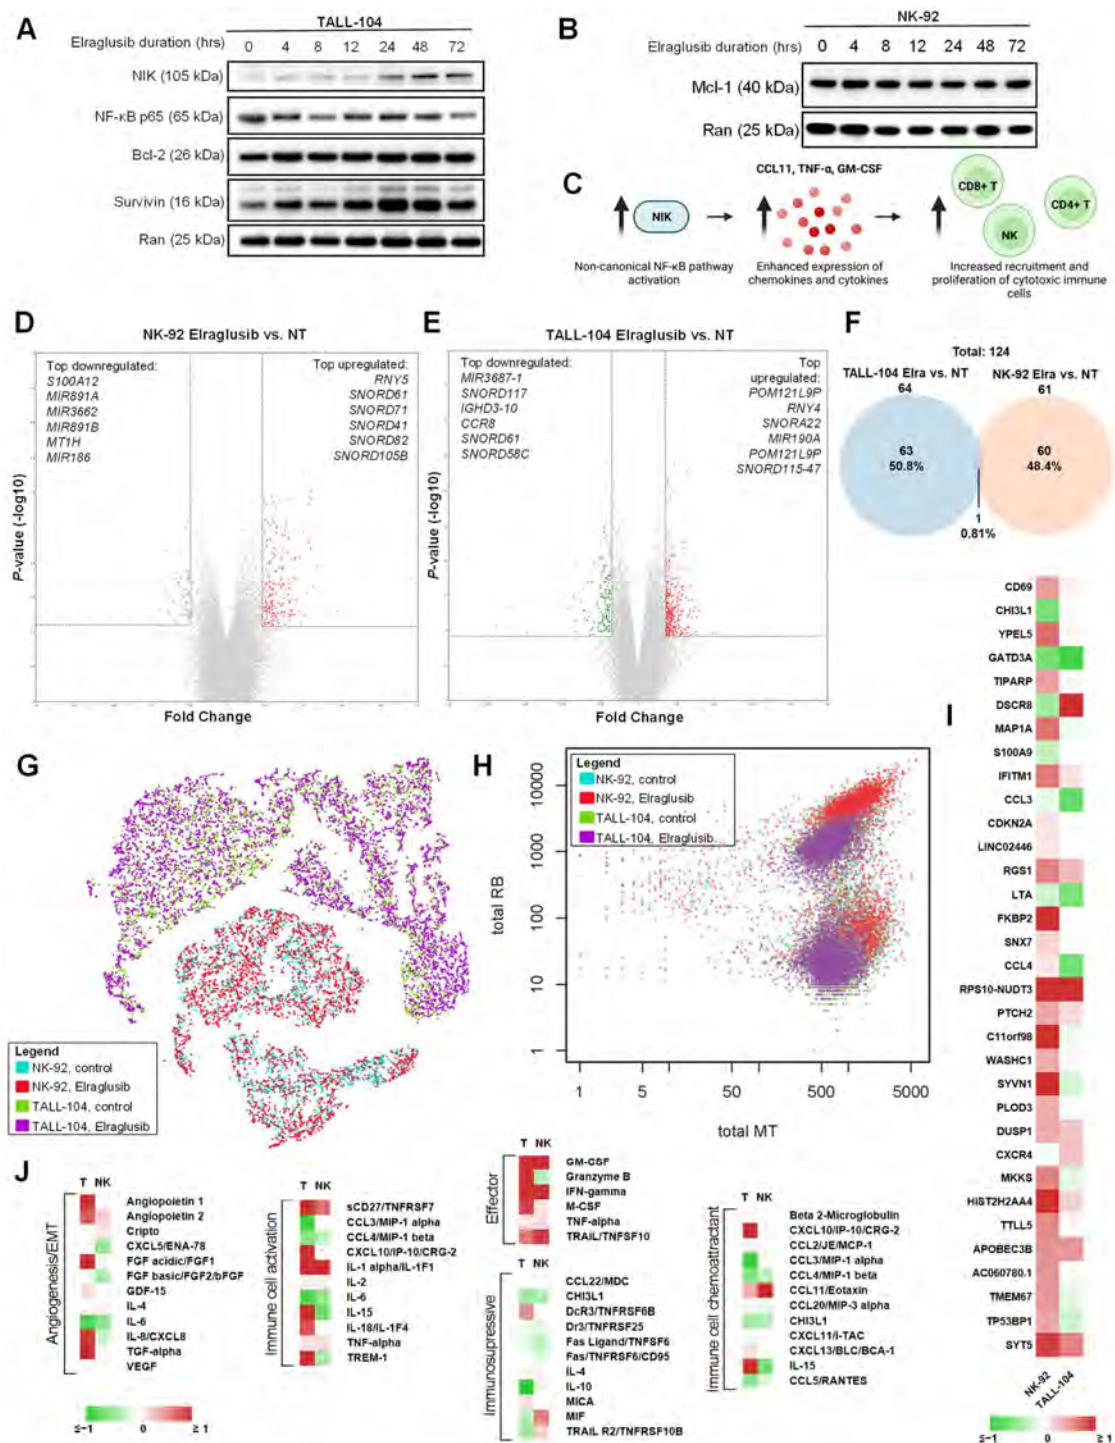 A
TALL-104
Elraglusib duration (hrs) 0 4 8 12 24 48 72
NIK (105 kDa)
NF-κB p65 (65 kDa)
Bcl-2 (26 kDa)
Survivin (16 kDa)
Ran (25 kDa)
B
NK-92
Elraglusib duration (hrs) 0 4 8 12 24 48 72
Mcl-1 (40 kDa)
Ran (25 kDa)
C
NIK
CCL11, TNF-α, GM-CSF
CD8+ T
CD4+ T
NK
Non-canonical NF-κB pathway
activation
Enhanced expression of
chemokines and cytokines
Increased recruitment and
proliferation of cytotoxic immune
cells
D
NK-92 Elraglusib vs. NT
Top downregulated:
S100A12
MIR891A
MIR3662
MIR891B
MT1H
MIR186
Top upregulated:
RNY5
SNORD61
SNORD71
SNORD41
SNORD82
SNORD105B
P-value (-log10)
Fold Change
E
TALL-104 Elraglusib vs. NT
Top downregulated:
MIR3687-1
SNORD117
IGHD3-10
CCR8
SNORD61
SNORD58C
Top
upregulated:
POM121L9P
RNY4
SNORA22
MIR190A
POM121L9P
SNORD115-47
P-value (-log10)
Fold Change
F
Total: 124
TALL-104 Elra vs. NT
64
NK-92 Elra vs. NT
61
63
50.8%
60
48.4%
1
0.81%
G
Legend
NK-92, control
NK-92, Elraglusib
TALL-104, control
TALL-104, Elraglusib
H
Legend
NK-92, control
NK-92, Elraglusib
TALL-104, control
TALL-104, Elraglusib
total RB
10000
1000
100
10
1
1 5 50 500 5000
total MT
I
CD69
CHI3L1
YPEL5
GATD3A
TIPARP
DSCR8
MAP1A
S100A9
IFITM1
CCL3
CDKN2A
LINC02446
RGS1
LTA
FKBP2
SNX7
CCL4
RPS10-NUDT3
PTCH2
C11orf98
WASHC1
SYVN1
PLOD3
DUSP1
CXCR4
MKKS
HIST2H2AA4
TTLL5
APOBEC3B
AC060780.1
TMEM67
TP53BP1
SYT5
NK-92
TALL-104
≤-1 0 ≥ 1
J
Angiogenesis/EMT
T NK
Angiopoietin 1
Angiopoietin 2
Cripto
CXCL5/ENA-78
FGF acidic/FGF1
FGF basic/FGF2/bFGF
GDF-15
IL-4
IL-6
IL-8/CXCL8
TGF-alpha
VEGF
≤-1 0 ≥ 1
Immune cell activation
T NK
sCD27/TNFRSF7
CCL3/MIP-1 alpha
CCL4/MIP-1 beta
CXCL10/IP-10/CRG-2
IL-1 alpha/IL-1F1
IL-2
IL-6
IL-15
IL-18/IL-1F4
TNF-alpha
TREM-1
Effector
T NK
GM-CSF
Granzyme B
IFN-gamma
M-CSF
TNF-alpha
TRAIL/TNFSF10
Immunosupressive
T NK
CCL22/MDC
CHI3L1
DcR3/TNFRSF6B
Dr3/TNFRSF25
Fas Ligand/TNFSF6
Fas/TNFRSF6/CD95
IL-4
IL-10
MICA
MIF
TRAIL R2/TNFRSF10B
Immune cell chemoattractant
T NK
Beta 2-Microglobulin
CXCL10/IP-10/CRG-2
CCL2/JE/MCP-1
CCL3/MIP-1 alpha
CCL4/MIP-1 beta
CCL11/Eotaxin
CCL20/MIP-3 alpha
CHI3L1
CXCL11/i-TAC
CXCL13/BLC/BCA-1
IL-15
CCL5/RANTES